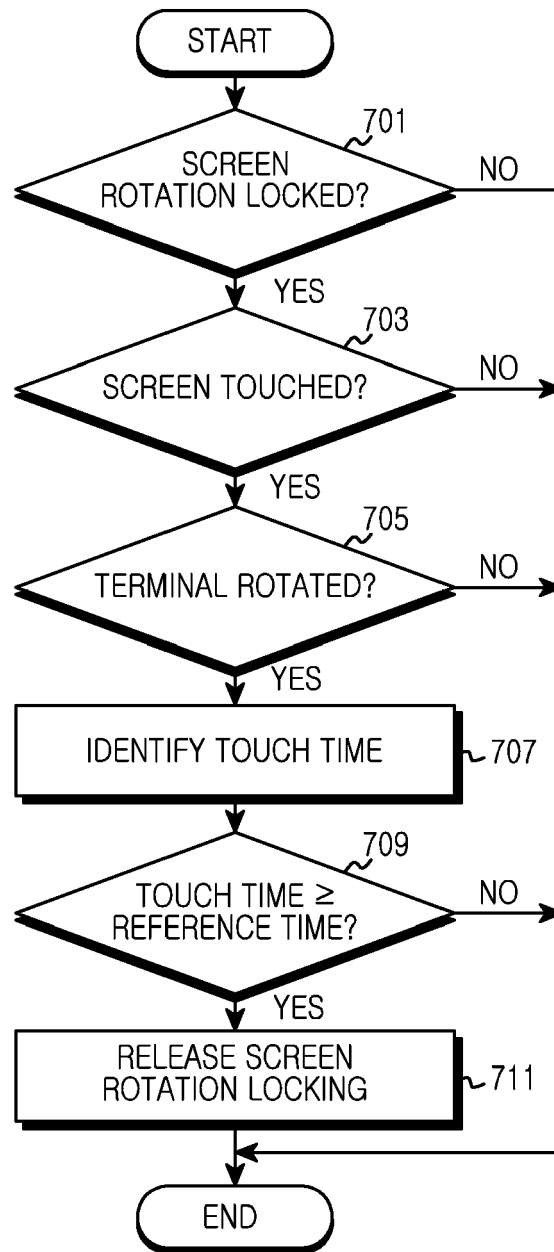 START
701
SCREEN
ROTATION LOCKED?
NO
YES
703
SCREEN TOUCHED?
NO
YES
705
TERMINAL ROTATED?
NO
YES
IDENTIFY TOUCH TIME
707
709
TOUCH TIME ≥
REFERENCE TIME?
NO
YES
RELEASE SCREEN
ROTATION LOCKING
711
END